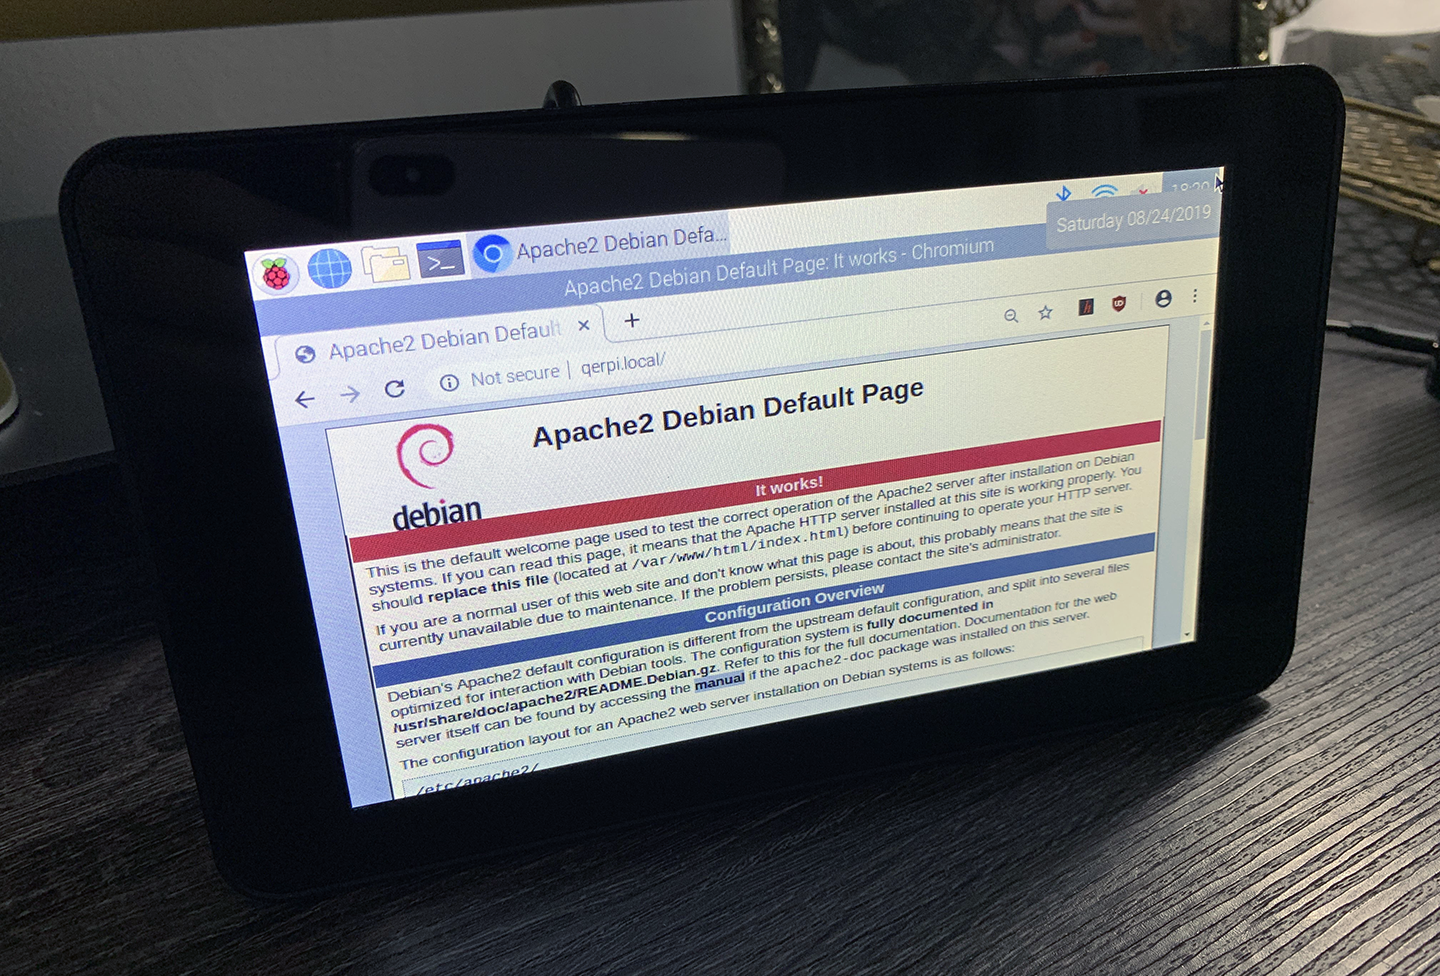 Apache2 Debian Defa...
18:20
Saturday 08/24/2019
Apache2 Debian Default Page: It works - Chromium
Apache2 Debian Default
Not secure | qerpi.local/
Apache2 Debian Default Page
debian
It works!
This is the default welcome page used to test the correct operation of the Apache2 server after installation on Debian
systems. If you can read this page, it means that the Apache HTTP server installed at this site is working properly. You
should replace this file (located at /var/www/html/index.html) before continuing to operate your HTTP server.
If you are a normal user of this web site and don't know what this page is about, this probably means that the site is
currently unavailable due to maintenance. If the problem persists, please contact the site's administrator.
Configuration Overview
Debian's Apache2 default configuration is different from the upstream default configuration, and split into several files
optimized for interaction with Debian tools. The configuration system is fully documented in
/usr/share/doc/apache2/README.Debian.gz. Refer to this for the full documentation. Documentation for the web
server itself can be found by accessing the manual if the apache2-doc package was installed on this server.
The configuration layout for an Apache2 web server installation on Debian systems is as follows:
/etc/apache2/